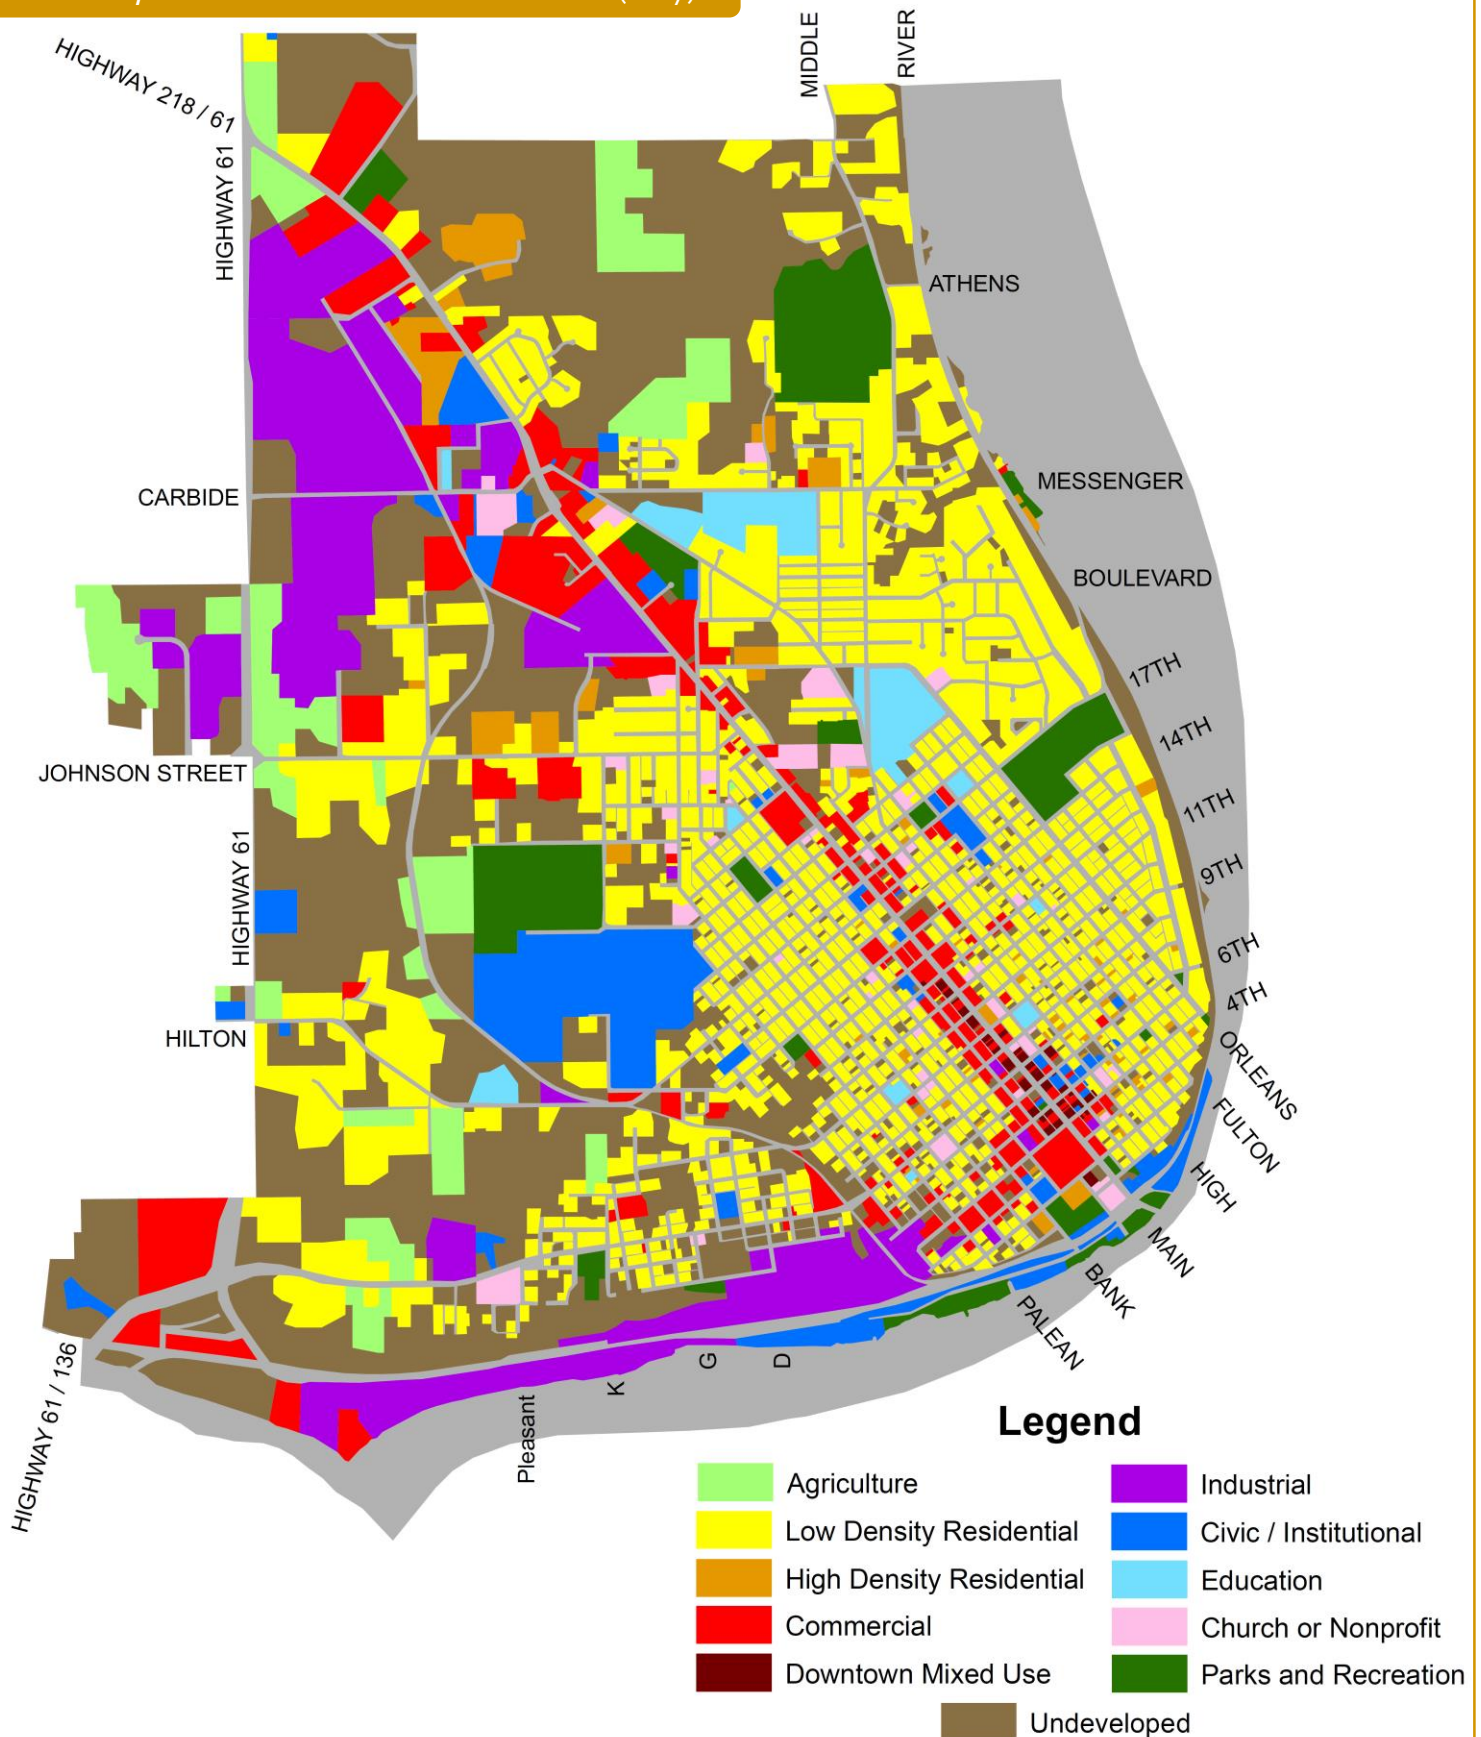 MIDDLE
RIVER
HIGHWAY 218 / 61
HIGHWAY 61
ATHENS
MESSENGER
CARBIDE
BOULEVARD
17TH
14TH
JOHNSON STREET
11TH
HIGHWAY 61
9TH
6TH
4TH
HILTON
ORLEANS
FULTON
HIGH
MAIN
BANK
PALEAN
HIGHWAY 61 / 136
G
D
K
Pleasant
Legend
Agriculture
Low Density Residential
High Density Residential
Commercial
Downtown Mixed Use
Industrial
Civic / Institutional
Education
Church or Nonprofit
Parks and Recreation
Undeveloped